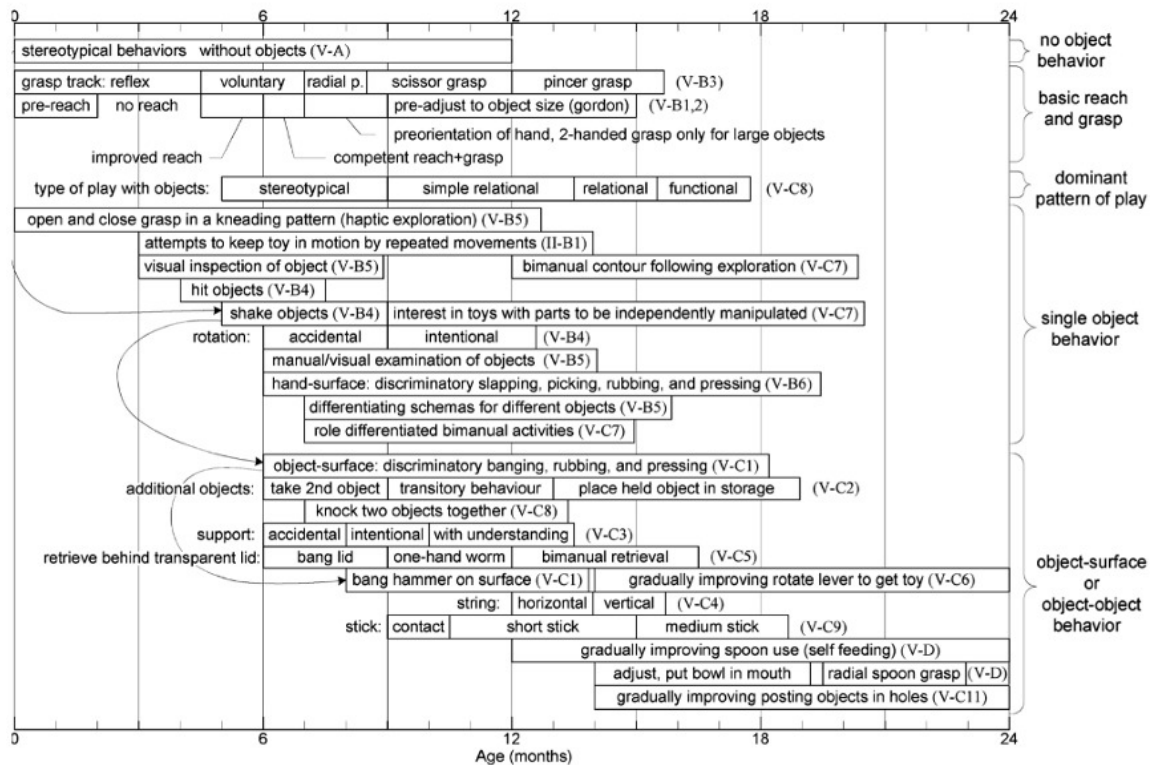 0 6 12 18 24
stereotypical behaviors without objects (V-A)
no object
behavior
grasp track: reflex voluntary radial p. scissor grasp pincer grasp (V-B3)
pre-reach no reach pre-adjust to object size (gordon) (V-B1,2)
basic reach
and grasp
preorientation of hand, 2-handed grasp only for large objects
improved reach competent reach+grasp
type of play with objects: stereotypical simple relational relational functional (V-C8)
dominant
pattern of play
open and close grasp in a kneading pattern (haptic exploration) (V-B5)
attempts to keep toy in motion by repeated movements (II-B1)
visual inspection of object (V-B5) bimanual contour following exploration (V-C7)
hit objects (V-B4)
shake objects (V-B4) interest in toys with parts to be independently manipulated (V-C7)
rotation: accidental intentional (V-B4)
single object
behavior
manual/visual examination of objects (V-B5)
hand-surface: discriminatory slapping, picking, rubbing, and pressing (V-B6)
differentiating schemas for different objects (V-B5)
role differentiated bimanual activities (V-C7)
object-surface: discriminatory banging, rubbing, and pressing (V-C1)
additional objects: take 2nd object transitory behaviour place held object in storage (V-C2)
knock two objects together (V-C8)
support: accidental intentional with understanding (V-C3)
retrieve behind transparent lid: bang lid one-hand worm bimanual retrieval (V-C5)
bang hammer on surface (V-C1) gradually improving rotate lever to get toy (V-C6)
object-surface
or
object-object
behavior
string: horizontal vertical (V-C4)
stick: contact short stick medium stick (V-C9)
gradually improving spoon use (self feeding) (V-D)
adjust, put bowl in mouth radial spoon grasp (V-D)
gradually improving posting objects in holes (V-C11)
0 6 12 18 24
Age (months)